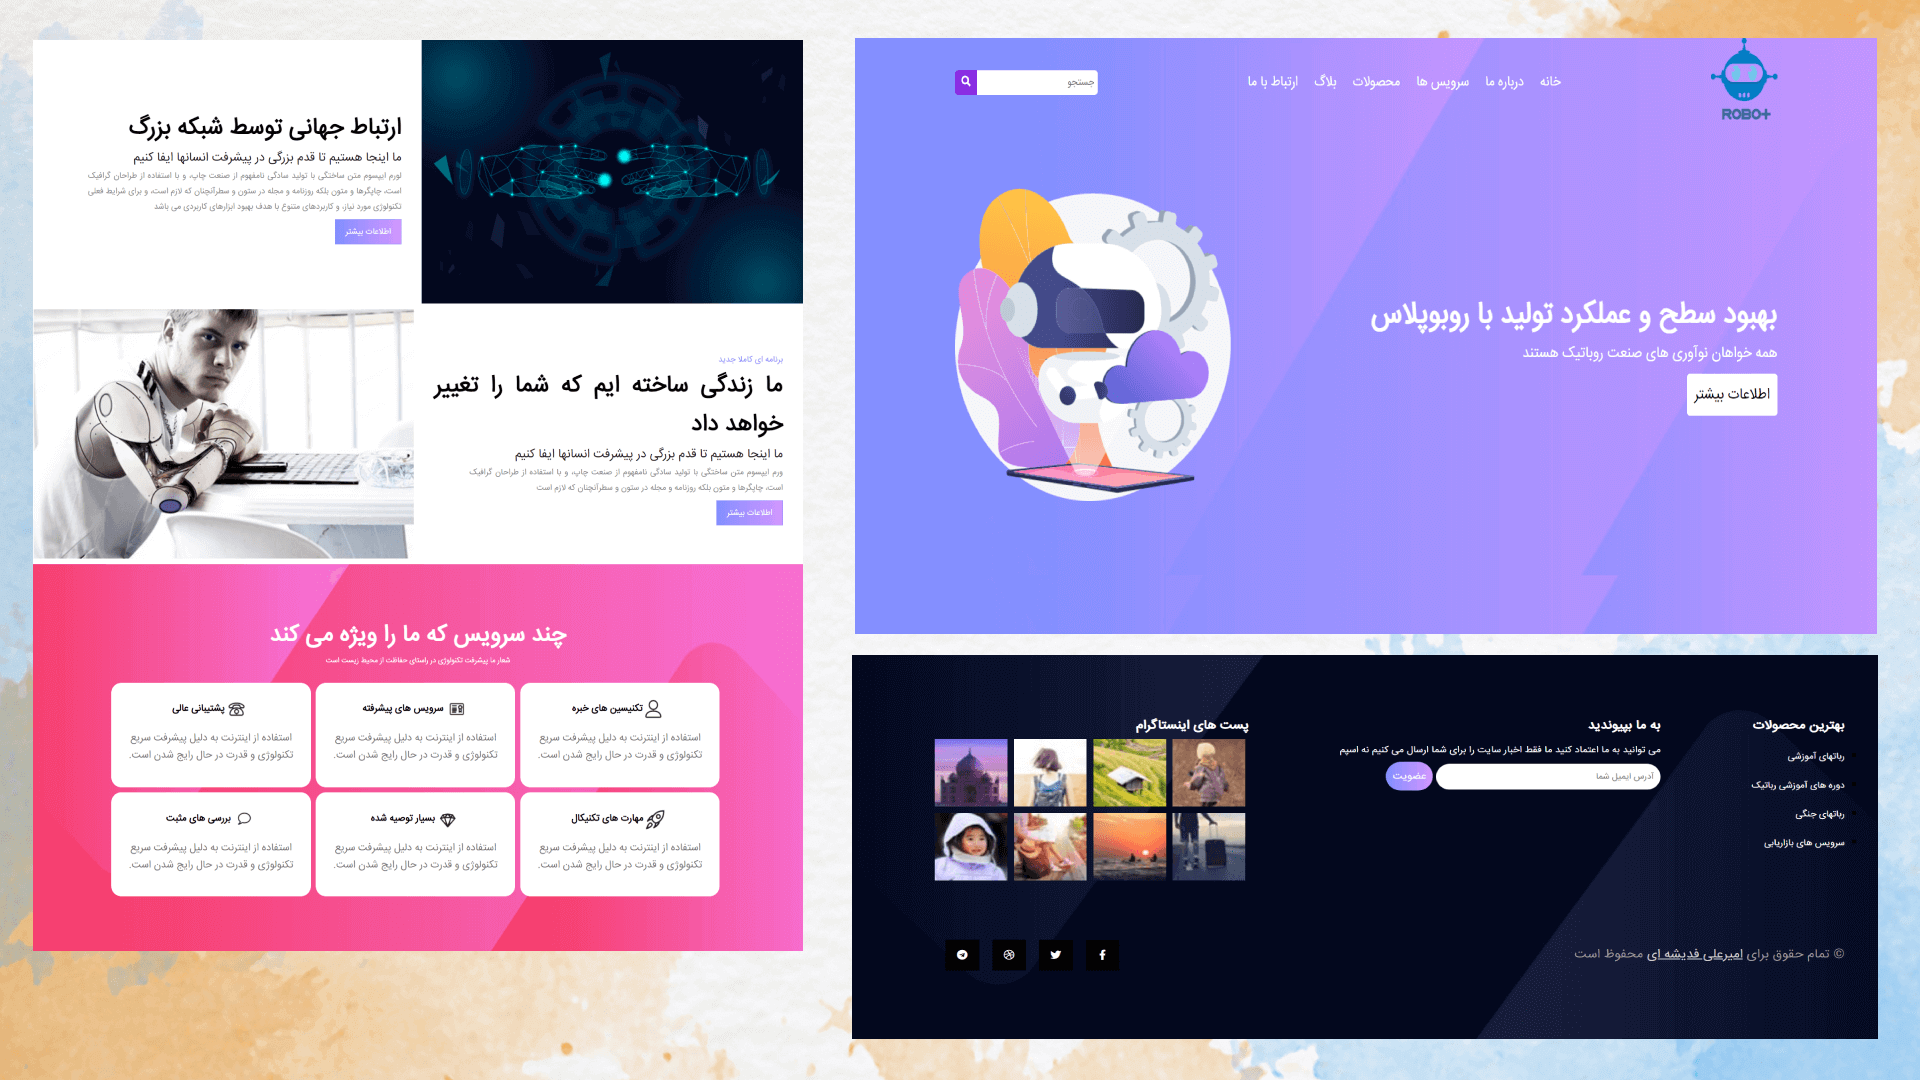 ROBO+
خانه
درباره ما
سرویس ها
محصولات
بلاگ
ارتباط با ما
جستجو
بهبود سطح و عملکرد تولید با روبوپلاس
همه خواهان نوآوری های صنعت روباتیک هستند
اطلاعات بیشتر
ارتباط جهانی توسط شبکه بزرگ
ما اینجا هستیم تا قدم بزرگی در پیشرفت انسانها ایفا کنیم
لورم ایپسوم متن ساختگی با تولید سادگی نامفهوم از صنعت چاپ، و با استفاده از طراحان گرافیک
است، چاپگرها و متون بلکه روزنامه و مجله در ستون و سطرآنچنان که لازم است، و برای شرایط فعلی
تکنولوژی مورد نیاز، و کاربردهای متنوع با هدف بهبود ابزارهای کاربردی می باشد
اطلاعات بیشتر
برنامه ای کاملا جدید
ما زندگی ساخته ایم که شما را تغییر
خواهد داد
ما اینجا هستیم تا قدم بزرگی در پیشرفت انسانها ایفا کنیم
ورم ایپسوم متن ساختگی با تولید سادگی نامفهوم از صنعت چاپ، و با استفاده از طراحان گرافیک
است، چاپگرها و متون بلکه روزنامه و مجله در ستون و سطرآنچنان که لازم است
اطلاعات بیشتر
چند سرویس که ما را ویژه می کند
شعار ما پیشرفت تکنولوژی در راستای حفاظت از محیط زیست است
تکنیسین های خبره
استفاده از اینترنت به دلیل پیشرفت سریع
تکنولوژی و قدرت در حال رایج شدن است.
سرویس های پیشرفته
استفاده از اینترنت به دلیل پیشرفت سریع
تکنولوژی و قدرت در حال رایج شدن است.
پشتیبانی عالی
استفاده از اینترنت به دلیل پیشرفت سریع
تکنولوژی و قدرت در حال رایج شدن است.
مهارت های تکنیکال
استفاده از اینترنت به دلیل پیشرفت سریع
تکنولوژی و قدرت در حال رایج شدن است.
بسیار توصیه شده
استفاده از اینترنت به دلیل پیشرفت سریع
تکنولوژی و قدرت در حال رایج شدن است.
بررسی های مثبت
استفاده از اینترنت به دلیل پیشرفت سریع
تکنولوژی و قدرت در حال رایج شدن است.
بهترین محصولات
رباتهای آموزشی
دوره های آموزشی رباتیک
رباتهای جنگی
سرویس های بازاریابی
به ما بپیوندید
می توانید به ما اعتماد کنید ما فقط اخبار سایت را برای شما ارسال می کنیم نه اسپم
آدرس ایمیل شما
عضویت
پست های اینستاگرام
© تمام حقوق برای امیرعلی فدیشه ای محفوظ است